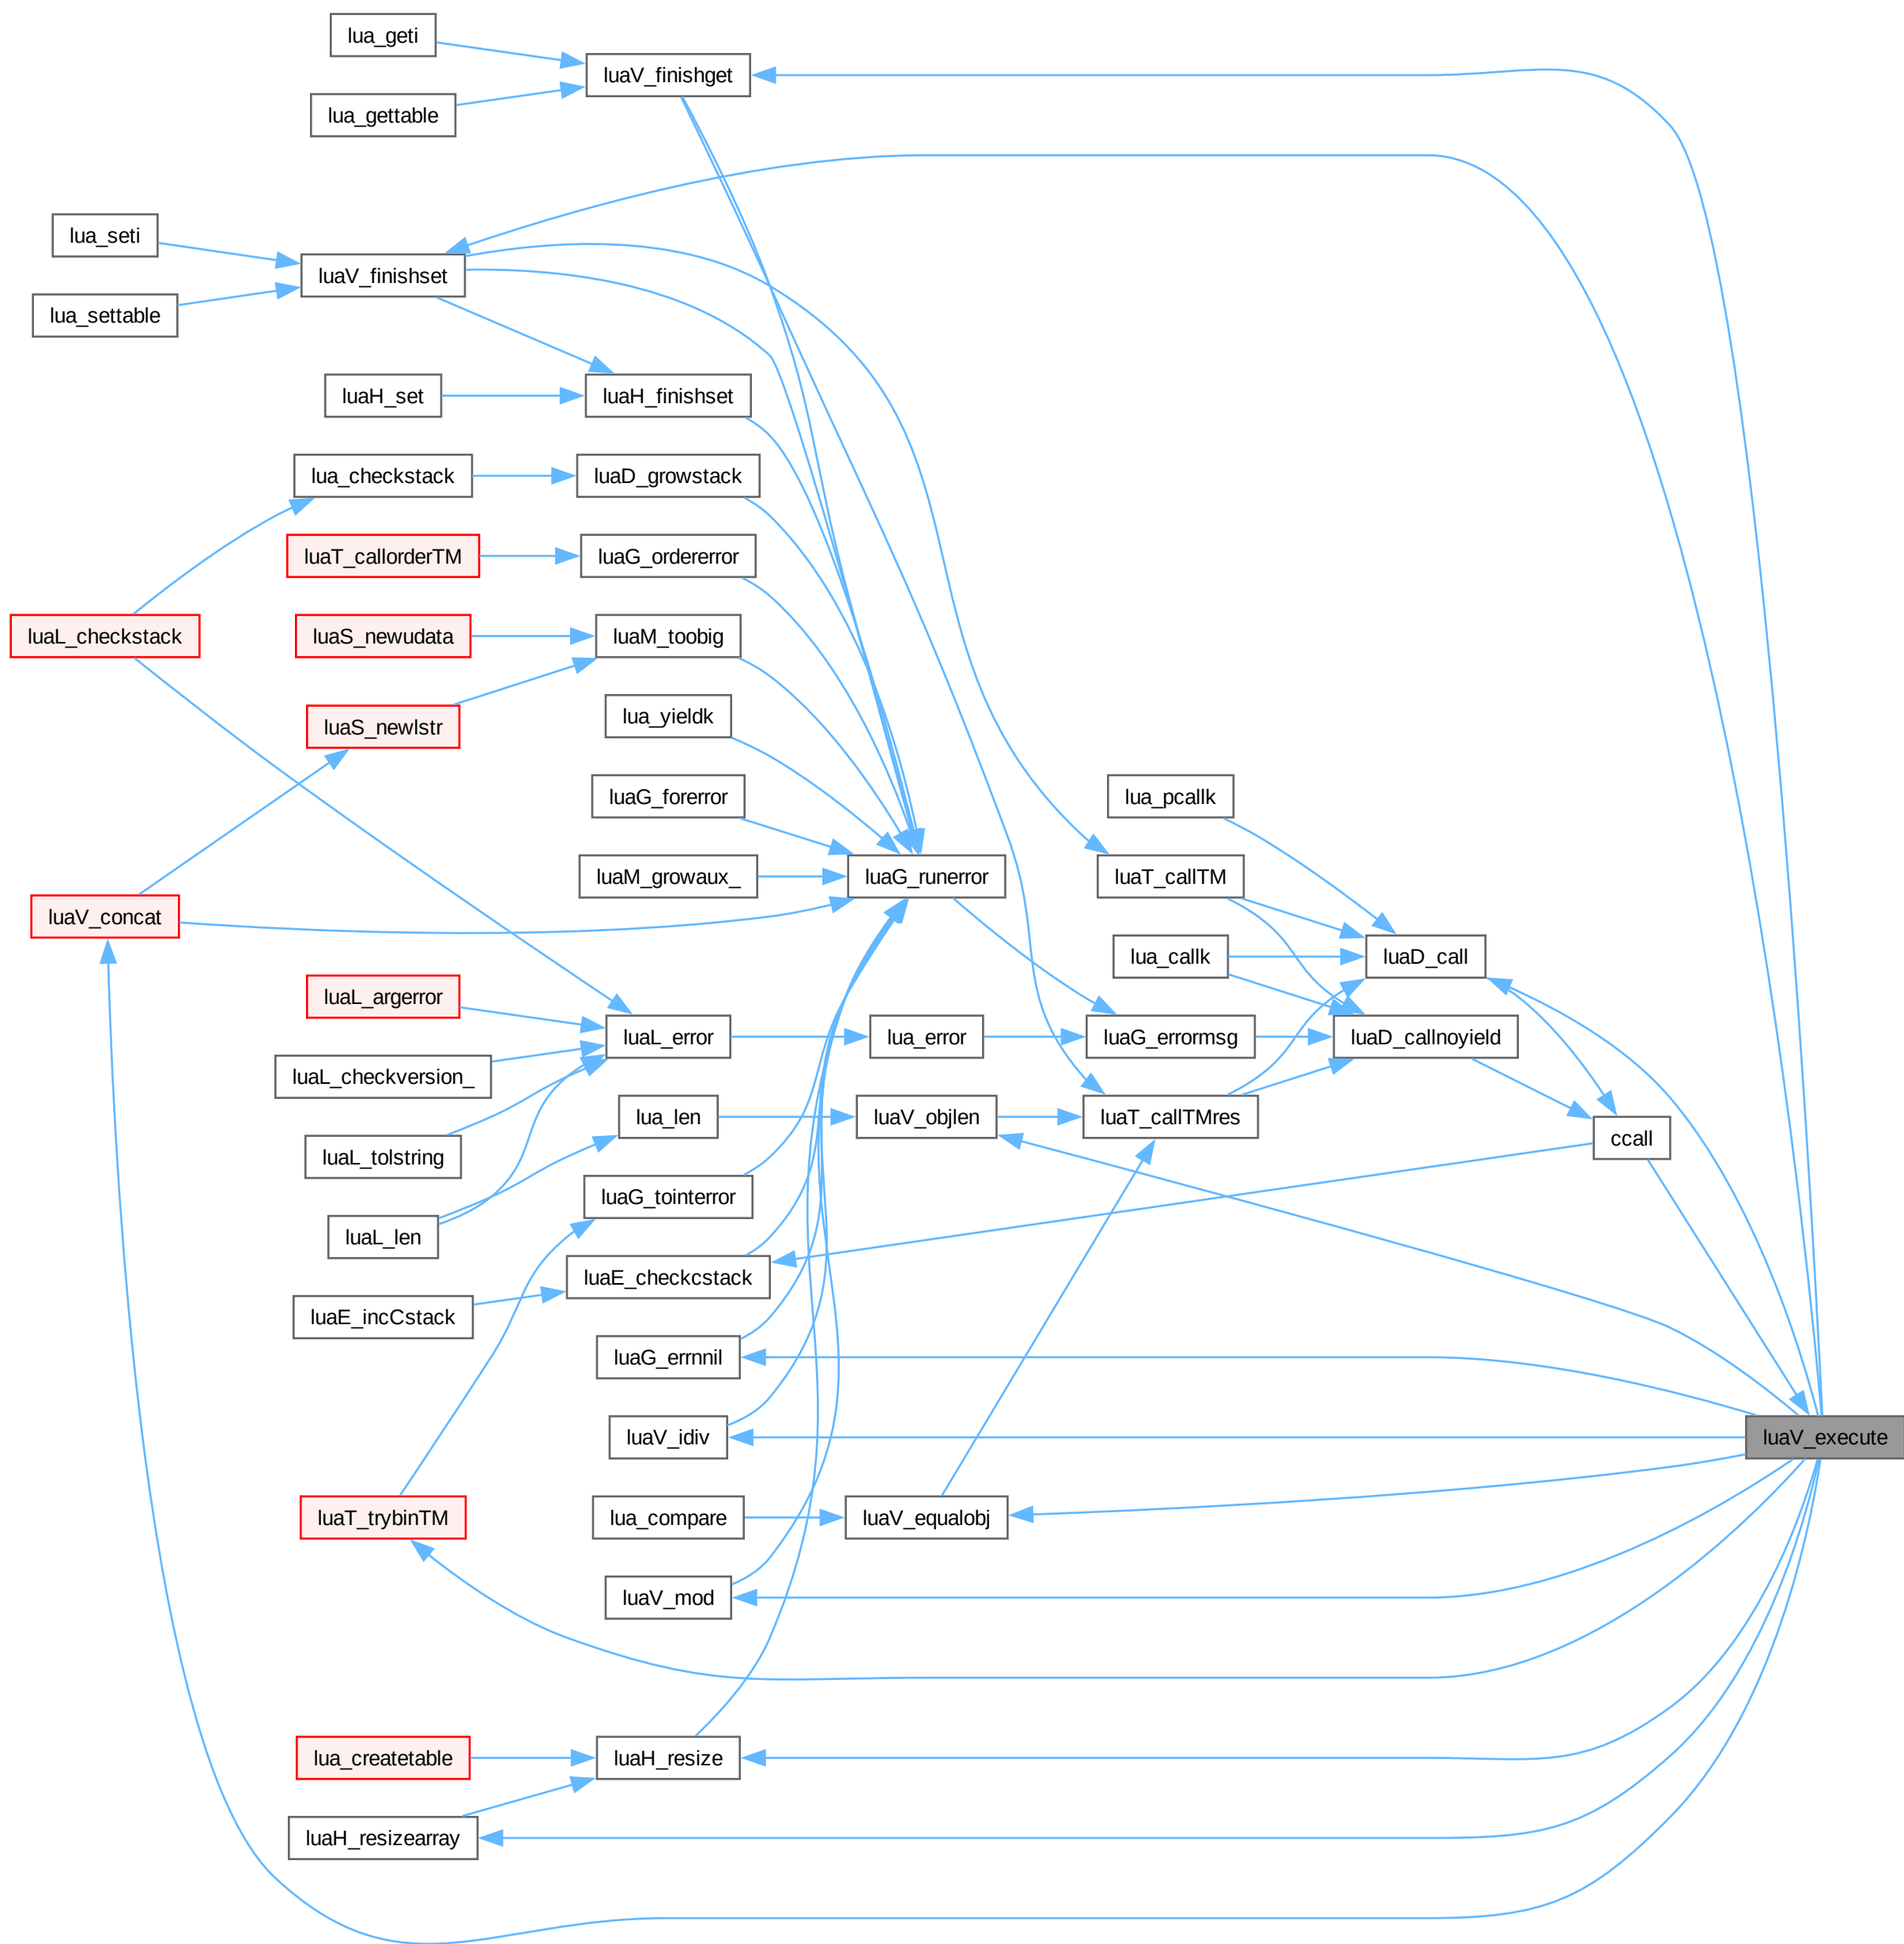 lua_geti
luaV_finishget
lua_gettable
lua_seti
luaV_finishset
lua_settable
luaH_set
luaH_finishset
lua_checkstack
luaD_growstack
luaT_callorderTM
luaG_ordererror
luaL_checkstack
luaS_newudata
luaM_toobig
luaS_newlstr
lua_yieldk
luaG_forerror
lua_pcallk
luaM_growaux_
luaG_runerror
luaT_callTM
luaV_concat
lua_callk
luaD_call
luaL_argerror
luaL_error
lua_error
luaG_errormsg
luaD_callnoyield
luaL_checkversion_
lua_len
luaV_objlen
luaT_callTMres
ccall
luaL_tolstring
luaG_tointerror
luaL_len
luaE_checkcstack
luaE_incCstack
luaG_errnnil
luaV_idiv
luaV_execute
luaT_trybinTM
lua_compare
luaV_equalobj
luaV_mod
lua_createtable
luaH_resize
luaH_resizearray